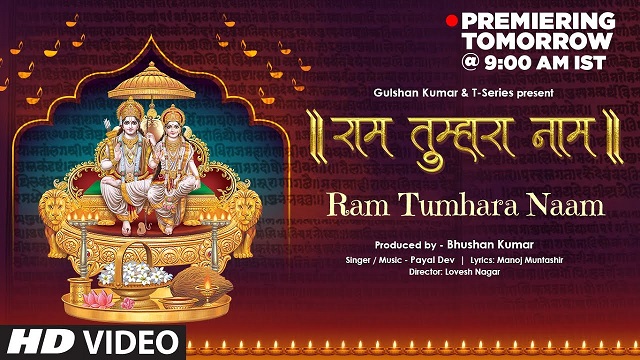 PREMIERING
TOMORROW
@ 9:00 AM IST
Gulshan Kumar & T-Series present
॥ राम तुम्हारा नाम ॥
Ram Tumhara Naam
Produced by - Bhushan Kumar
Singer / Music - Payal Dev | Lyrics: Manoj Muntashir
Director: Lovesh Nagar
HD VIDEO